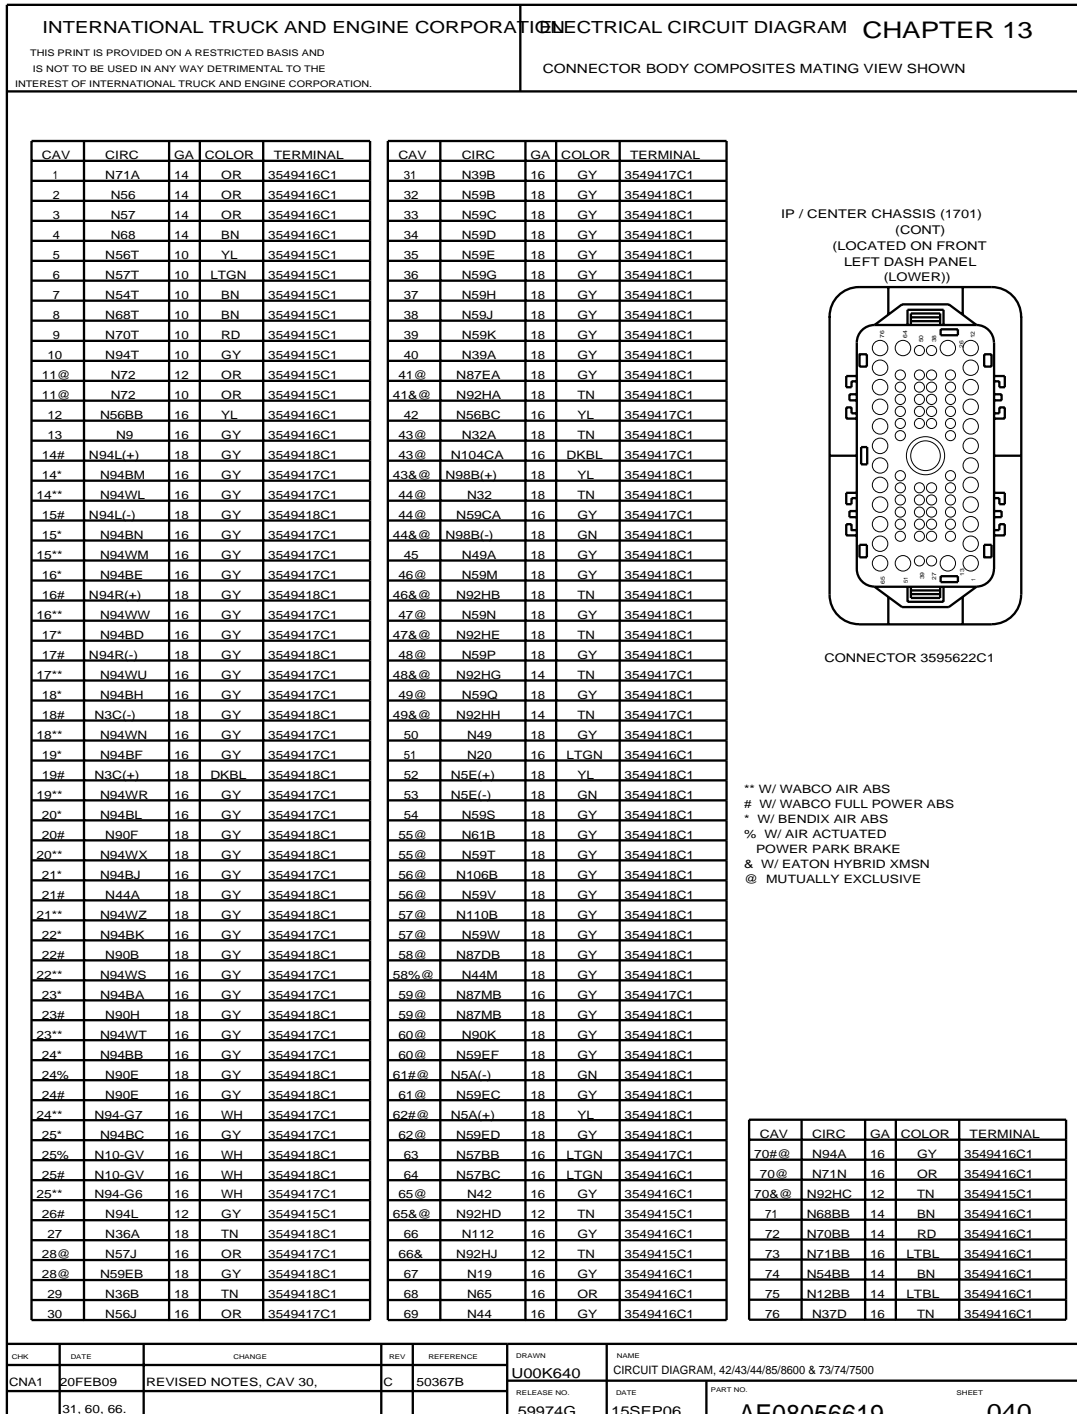 INTERNATIONAL TRUCK AND ENGINE CORPORATION
THIS PRINT IS PROVIDED ON A RESTRICTED BASIS AND
IS NOT TO BE USED IN ANY WAY DETRIMENTAL TO THE
INTEREST OF INTERNATIONAL TRUCK AND ENGINE CORPORATION.
ELECTRICAL CIRCUIT DIAGRAM CHAPTER 13
CONNECTOR BODY COMPOSITES MATING VIEW SHOWN
CAV CIRC GA COLOR TERMINAL
1 N71A 14 OR 3549416C1
2 N56 14 OR 3549416C1
3 N57 14 OR 3549416C1
4 N68 14 BN 3549416C1
5 N56T 10 YL 3549415C1
6 N57T 10 LTGN 3549415C1
7 N54T 10 BN 3549415C1
8 N68T 10 BN 3549415C1
9 N70T 10 RD 3549415C1
10 N94T 10 GY 3549415C1
11@ N72 12 OR 3549415C1
11@ N72 10 OR 3549415C1
12 N56BB 16 YL 3549416C1
13 N9 16 GY 3549416C1
14# N94L(+) 18 GY 3549417C1
14* N94BM 16 GY 3549417C1
14** N94WL 16 GY 3549417C1
15# N94L(-) 18 GY 3549418C1
15* N94BN 16 GY 3549417C1
15** N94WM 16 GY 3549417C1
16* N94BE 16 GY 3549417C1
16# N94R(+) 18 GY 3549418C1
16** N94WW 16 GY 3549417C1
17* N94BD 16 GY 3549417C1
17# N94R(-) 18 GY 3549418C1
17** N94WU 16 GY 3549417C1
18* N94BH 16 GY 3549417C1
18# N3C(-) 18 GY 3549418C1
18** N94WN 16 GY 3549417C1
19* N94BF 16 GY 3549417C1
19# N3C(+) 18 DKBL 3549418C1
19** N94WR 16 GY 3549417C1
20* N94BL 16 GY 3549417C1
20# N90F 18 GY 3549418C1
20** N94WX 18 GY 3549418C1
21* N94BJ 16 GY 3549417C1
21# N44A 18 GY 3549418C1
21** N94WZ 18 GY 3549418C1
22* N94BK 16 GY 3549417C1
22# N90B 18 GY 3549418C1
22** N94WS 16 GY 3549417C1
23* N94BA 16 GY 3549417C1
23# N90H 18 GY 3549418C1
23** N94WT 16 GY 3549417C1
24* N94BB 16 GY 3549417C1
24% N90E 18 GY 3549418C1
24# N90E 18 GY 3549418C1
24** N94-G7 16 WH 3549417C1
25* N94BC 16 GY 3549417C1
25% N10-GV 16 WH 3549418C1
25# N10-GV 16 WH 3549418C1
25** N94-G6 16 WH 3549417C1
26# N94L 12 GY 3549415C1
27 N36A 18 TN 3549418C1
28@ N57J 16 OR 3549417C1
28@ N59EB 18 GY 3549418C1
29 N36B 18 TN 3549418C1
30 N56J 16 OR 3549417C1
CAV CIRC GA COLOR TERMINAL
31 N39B 16 GY 3549417C1
32 N59B 18 GY 3549418C1
33 N59C 18 GY 3549418C1
34 N59D 18 GY 3549418C1
35 N59E 18 GY 3549418C1
36 N59G 18 GY 3549418C1
37 N59H 18 GY 3549418C1
38 N59J 18 GY 3549418C1
39 N59K 18 GY 3549418C1
40 N39A 18 GY 3549418C1
41@ N87EA 18 GY 3549418C1
41&@ N92HA 18 TN 3549418C1
42 N56BC 16 YL 3549417C1
43@ N32A 18 TN 3549418C1
43@ N104CA 16 DKBL 3549417C1
43&@ N98B(+) 18 YL 3549418C1
44@ N32 18 TN 3549418C1
44@ N59CA 16 GY 3549417C1
44&@ N98B(-) 18 GN 3549418C1
45 N49A 18 GY 3549418C1
46@ N59M 18 GY 3549418C1
46&@ N92HB 18 TN 3549418C1
47@ N59N 18 GY 3549418C1
47&@ N92HE 18 TN 3549418C1
48@ N59P 18 GY 3549418C1
48&@ N92HG 14 TN 3549417C1
49@ N59Q 18 GY 3549418C1
49&@ N92HH 14 TN 3549417C1
50 N49 18 GY 3549418C1
51 N20 16 LTGN 3549416C1
52 N5E(+) 18 YL 3549418C1
53 N5E(-) 18 GN 3549418C1
54 N59S 18 GY 3549418C1
55@ N61B 18 GY 3549418C1
55@ N59T 18 GY 3549418C1
56@ N106B 18 GY 3549418C1
56@ N59V 18 GY 3549418C1
57@ N110B 18 GY 3549418C1
57@ N59W 18 GY 3549418C1
58@ N87DB 18 GY 3549418C1
58%@ N44M 18 GY 3549418C1
59@ N87MB 16 GY 3549417C1
59@ N87MB 18 GY 3549418C1
60@ N90K 18 GY 3549418C1
60@ N59EF 18 GY 3549418C1
61#@ N5A(-) 18 GN 3549418C1
61@ N59EC 18 GY 3549418C1
62#@ N5A(+) 18 YL 3549418C1
62@ N59ED 18 GY 3549418C1
63 N57BB 16 LTGN 3549417C1
64 N57BC 16 LTGN 3549416C1
65@ N42 16 GY 3549416C1
65&@ N92HD 12 TN 3549415C1
66 N112 16 GY 3549416C1
66& N92HJ 12 TN 3549415C1
67 N19 16 GY 3549416C1
68 N65 16 OR 3549416C1
69 N44 16 GY 3549416C1
IP / CENTER CHASSIS (1701)
(CONT)
(LOCATED ON FRONT
LEFT DASH PANEL
(LOWER))
76 64 50 38 26 12
65 51 39 27 13 1
CONNECTOR 3595622C1
** W/ WABCO AIR ABS
# W/ WABCO FULL POWER ABS
* W/ BENDIX AIR ABS
% W/ AIR ACTUATED
POWER PARK BRAKE
& W/ EATON HYBRID XMSN
@ MUTUALLY EXCLUSIVE
CAV CIRC GA COLOR TERMINAL
70#@ N94A 16 GY 3549416C1
70@ N71N 16 OR 3549416C1
70&@ N92HC 12 TN 3549415C1
71 N68BB 14 BN 3549416C1
72 N70BB 14 RD 3549416C1
73 N71BB 16 LTBL 3549416C1
74 N54BB 14 BN 3549416C1
75 N12BB 14 LTBL 3549416C1
76 N37D 16 TN 3549416C1
CHK DATE CHANGE REV REFERENCE
CNA1 20FEB09 REVISED NOTES, CAV 30, C 50367B
31, 60, 66.
DRAWN
U00K640
NAME
CIRCUIT DIAGRAM, 42/43/44/85/8600 & 73/74/7500
RELEASE NO.
59974G
DATE
15SEP06
PART NO.
AE08056619
SHEET
040